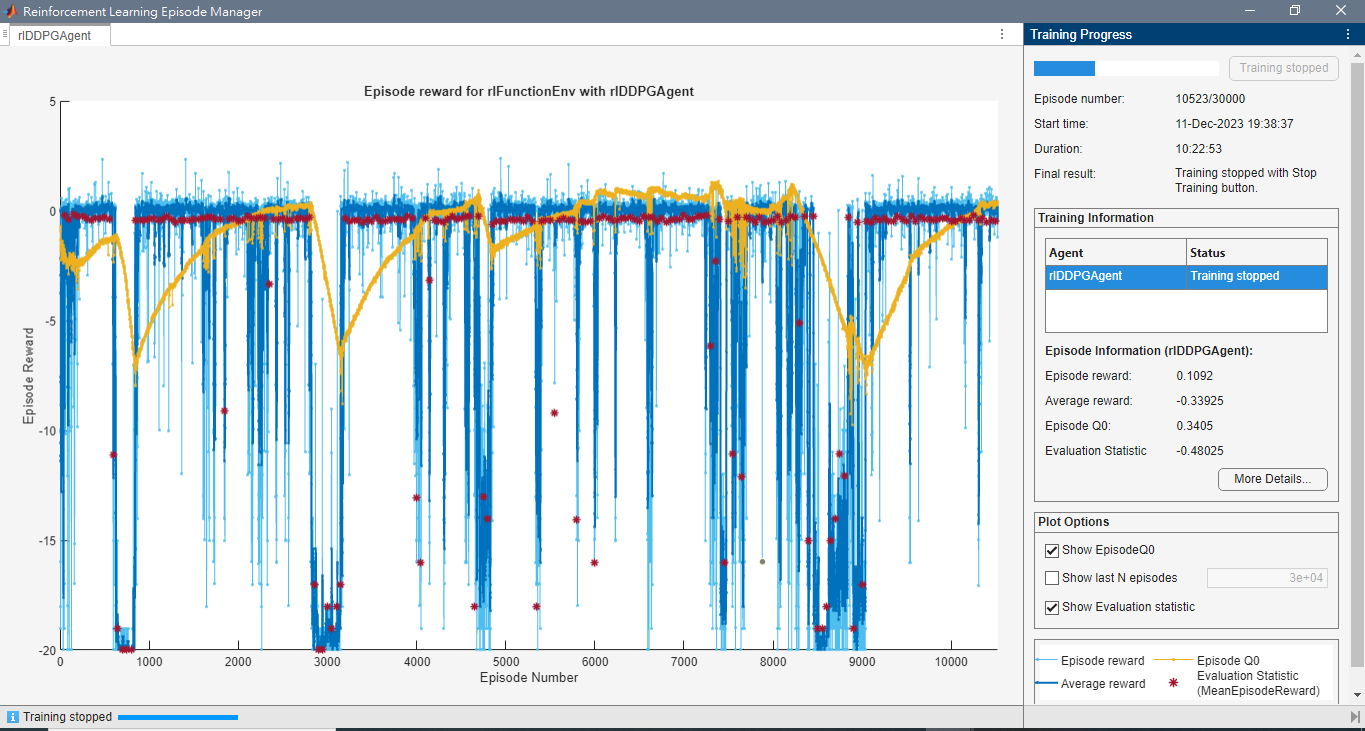 Reinforcement Learning Episode Manager
rlDDPGAgent
Episode reward for rlFunctionEnv with rlDDPGAgent
5
0
-5
-10
-15
-20
Episode Reward
0 1000 2000 3000 4000 5000 6000 7000 8000 9000 10000
Episode Number
Training stopped
Training Progress
Training stopped
Episode number: 10523/30000
Start time: 11-Dec-2023 19:38:37
Duration: 10:22:53
Final result: Training stopped with Stop
Training button.
Training Information
Agent Status
rlDDPGAgent Training stopped
Episode Information (rlDDPGAgent):
Episode reward: 0.1092
Average reward: -0.33925
Episode Q0: 0.3405
Evaluation Statistic -0.48025
More Details...
Plot Options
Show EpisodeQ0
Show last N episodes 3e+04
Show Evaluation statistic
Episode reward Episode Q0
Average reward Evaluation Statistic
(MeanEpisodeReward)